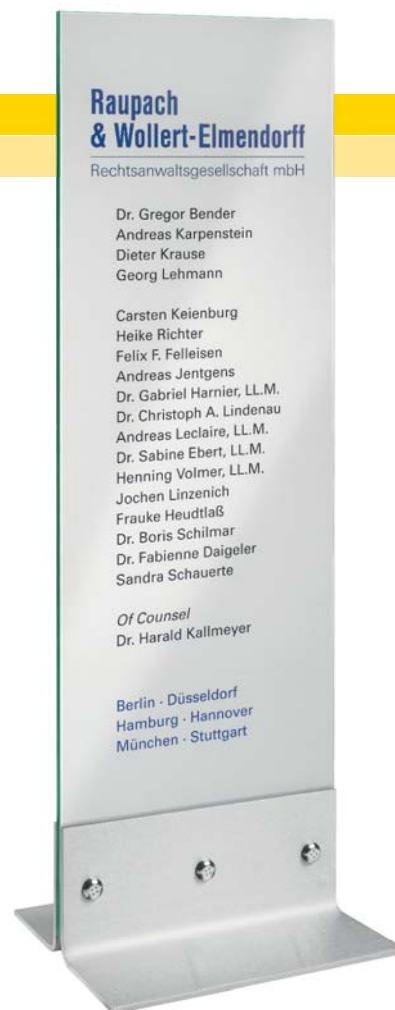 Raupach
& Wollert-Elmendorff
Rechtsanwaltsgesellschaft mbH
Dr. Gregor Bender
Andreas Karpenstein
Dieter Krause
Georg Lehmann
Carsten Keienburg
Heike Richter
Felix F. Felleisen
Andreas Jentgens
Dr. Gabriel Harnier, LL.M.
Dr. Christoph A. Lindenau
Andreas Leclaire, LL.M.
Dr. Sabine Ebert, LL.M.
Henning Volmer, LL.M.
Jochen Linzenich
Frauke Heudtlaß
Dr. Boris Schilmar
Dr. Fabienne Daigeler
Sandra Schauerte
Of Counsel
Dr. Harald Kallmeyer
Berlin · Düsseldorf
Hamburg · Hannover
München · Stuttgart